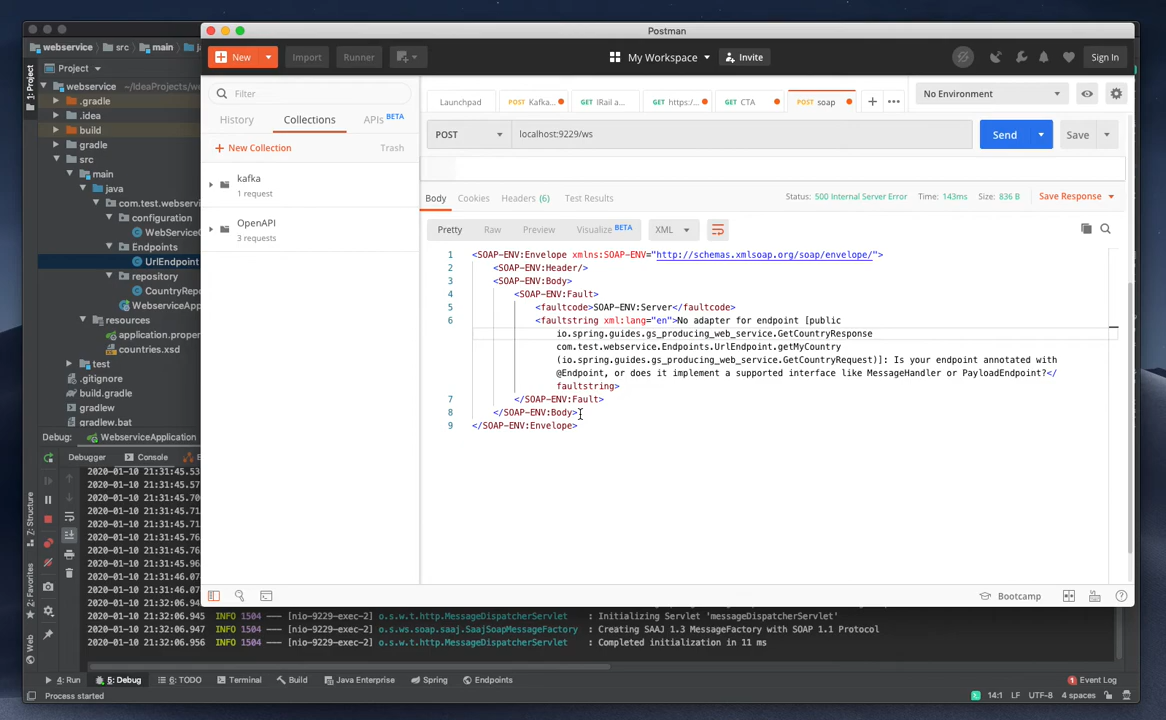 Postman
webservice
src
main
New
Import
Runner
My Workspace
Invite
Sign In
1: Project
Project
webservice ~/IdeaProjects/w
.gradle
.idea
build
gradle
src
main
java
com.test.webservi
configuration
WebServiceC
Endpoints
UrlEndpoint
repository
CountryRepo
WebserviceApp
resources
application.proper
countries.xsd
test
.gitignore
build.gradle
gradlew
gradlew.bat
Filter
History
Collections
APIs BETA
+ New Collection
Trash
kafka
1 request
OpenAPI
3 requests
Launchpad
POST Kafka...
GET IRail a...
GET https:/...
GET CTA
POST soap
No Environment
POST
localhost:9229/ws
Send
Save
Body
Cookies
Headers (6)
Test Results
Status: 500 Internal Server Error
Time: 143ms
Size: 836 B
Save Response
Pretty
Raw
Preview
Visualize BETA
XML
1 <SOAP-ENV:Envelope xmlns:SOAP-ENV="http://schemas.xmlsoap.org/soap/envelope/">
2 <SOAP-ENV:Header/>
3 <SOAP-ENV:Body>
4 <SOAP-ENV:Fault>
5 <faultcode>SOAP-ENV:Server</faultcode>
6 <faultstring xml:lang="en">No adapter for endpoint [public
io.spring.guides.gs_producing_web_service.GetCountryResponse
com.test.webservice.Endpoints.UrlEndpoint.getMyCountry
(io.spring.guides.gs_producing_web_service.GetCountryRequest)]: Is your endpoint annotated with
@Endpoint, or does it implement a supported interface like MessageHandler or PayloadEndpoint?</
faultstring>
7 </SOAP-ENV:Fault>
8 </SOAP-ENV:Body>
9 </SOAP-ENV:Envelope>
Debug:
WebserviceApplication
Debugger
Console
2020-01-10 21:31:45.53
2020-01-10 21:31:45.57
2020-01-10 21:31:45.70
2020-01-10 21:31:45.71
2020-01-10 21:31:45.71
2020-01-10 21:31:45.76
2020-01-10 21:31:45.76
2020-01-10 21:31:45.96
2020-01-10 21:31:46.07
2020-01-10 21:31:46.07
Bootcamp
2020-01-10 21:32:06.945 INFO 1504 --- [nio-9229-exec-2] o.s.w.t.http.MessageDispatcherServlet : Initializing Servlet 'messageDispatcherServlet'
2020-01-10 21:32:06.947 INFO 1504 --- [nio-9229-exec-2] o.s.ws.soap.saaj.SaajSoapMessageFactory : Creating SAAJ 1.3 MessageFactory with SOAP 1.1 Protocol
2020-01-10 21:32:06.956 INFO 1504 --- [nio-9229-exec-2] o.s.w.t.http.MessageDispatcherServlet : Completed initialization in 11 ms
Z: Structure
2: Favorites
Web
4: Run
5: Debug
6: TODO
Terminal
Build
Java Enterprise
Spring
Endpoints
1 Event Log
Process started
14:1
LF
UTF-8
4 spaces